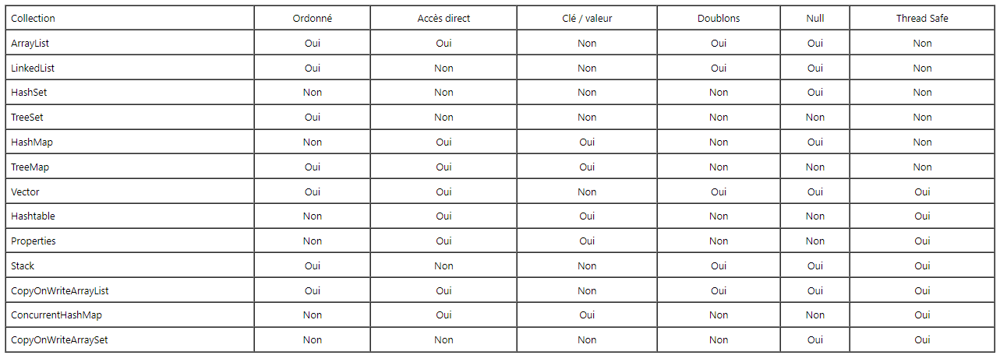 Collection Ordonné Accès direct Clé / valeur Doublons Null Thread Safe
ArrayList Oui Oui Non Oui Oui Non
LinkedList Oui Non Non Oui Oui Non
HashSet Non Non Non Non Oui Non
TreeSet Oui Non Non Non Non Non
HashMap Non Oui Oui Non Oui Non
TreeMap Oui Oui Oui Non Non Non
Vector Oui Oui Non Oui Oui Oui
Hashtable Non Oui Oui Non Non Oui
Properties Non Oui Oui Non Non Oui
Stack Oui Non Non Oui Oui Oui
CopyOnWriteArrayList Oui Oui Non Oui Oui Oui
ConcurrentHashMap Non Oui Oui Non Non Oui
CopyOnWriteArraySet Non Non Non Non Oui Oui